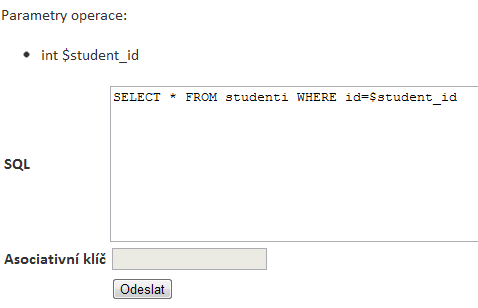 Parametry operace:
int $student_id
SELECT * FROM studenti WHERE id=$student_id
SQL
Asociativní klíč
Odeslat